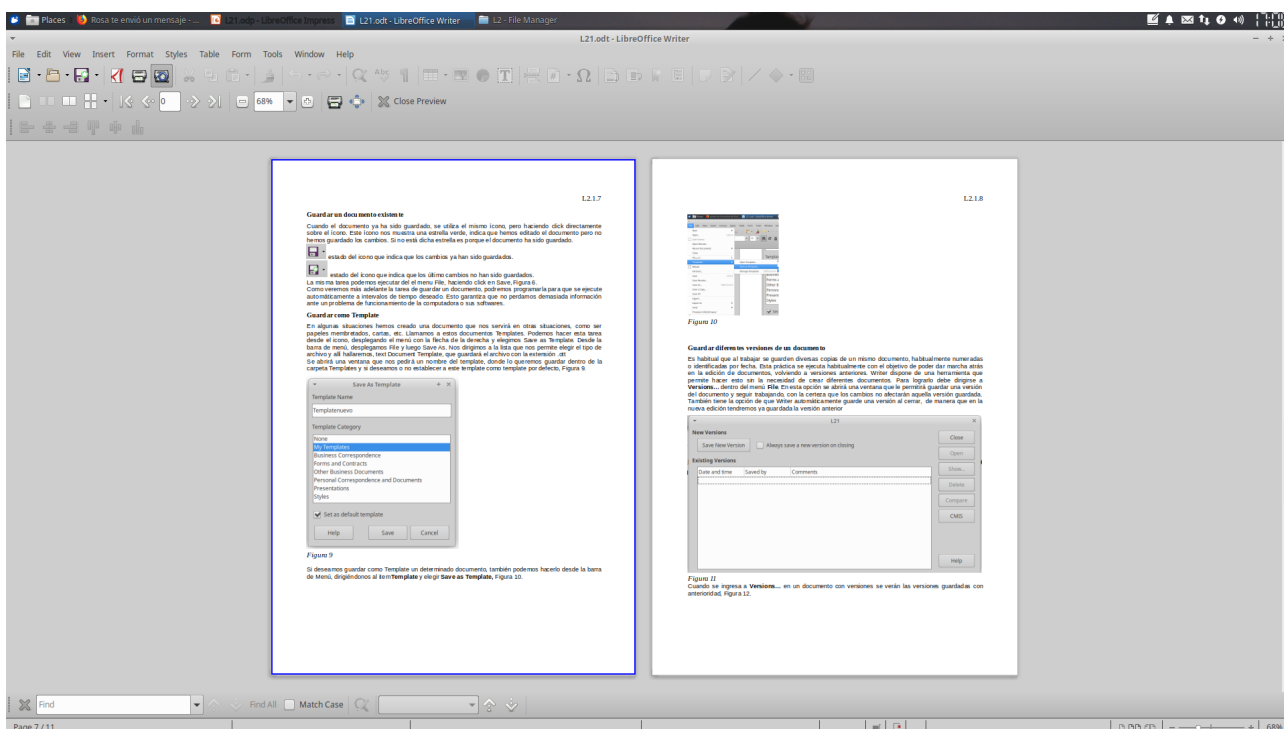 Places
Rosa te envió un mensaje - ...
L21.odp - LibreOffice Impress
L21.odt - LibreOffice Writer
L2 - File Manager
L21.odt - LibreOffice Writer
File Edit View Insert Format Styles Table Form Tools Window Help
0
68%
Close Preview
L2.1.7
Guardar un documento existente
Cuando el documento ya ha sido guardado, se utiliza el mismo icono, pero haciendo click directamente
sobre el icono. Este icono nos muestra una estrella verde, indica que hemos editado el documento pero no
hemos guardado los cambios. Si no está dicha estrella es porque el documento ha sido guardado.
estado del icono que indica que los cambios ya han sido guardados.
estado del icono que indica que los último cambios no han sido guardados.
La misma tarea podemos ejecutar del el menu File, haciendo click en Save, Figura 6.
Como veremos más adelante la tarea de guardar un documento, podremos programarla para que se ejecute
automáticamente a intervalos de tiempo deseado. Esto garantiza que no perdamos demasiada información
ante un problema de funcionamiento de la computadora o sus softwares.
Guardar como Template
En algunas situaciones hemos creado una documento que nos servirá en otras situaciones, como ser
papeles membretados, cartas, etc. Llamamos a estos documentos Templates. Podemos hacer esta tarea
desde el icono, desplegando el menú con la flecha de la derecha y elegimos Save as Template. Desde la
barra de menú, desplegamos File y luego Save As. Nos dirigimos a la lista que nos permite elegir el tipo de
archivo y allí hallaremos, text Document Template, que guardará el archivo con la extensión .ott
Se abrirá una ventana que nos pedirá un nombre del template, donde lo queremos guardar dentro de la
carpeta Templates y si deseamos o no establecer a este template como template por defecto, Figura 9.
Save As Template
Template Name
Templatenuevo
Template Category
None
My Templates
Business Correspondence
Forms and Contracts
Other Business Documents
Personal Correspondence and Documents
Presentations
Styles
Set as default template
Help Save Cancel
Figura 9
Si deseamos guardar como Template un determinado documento, también podemos hacerlo desde la barra
de Menú, dirigiéndonos al item Template y elegir Save as Template, Figura 10.
L2.1.8
Figura 10
Guardar diferentes versiones de un documento
Es habitual que al trabajar se guarden diversas copias de un mismo documento, habitualmente numeradas
o identificadas por fecha. Esta práctica se ejecuta habitualmente con el objetivo de poder dar marcha atrás
en la edición de documentos, volviendo a versiones anteriores. Writer dispone de una herramienta que
permite hacer esto sin la necesidad de crear diferentes documentos. Para lograrlo debe dirigirse a
Versions... dentro del menú File. En esta opción se abrirá una ventana que le permitirá guardar una versión
del documento y seguir trabajando, con la certeza que los cambios no afectarán aquella versión guardada.
También tiene la opción de que Writer automáticamente guarde una versión al cerrar, de manera que en la
nueva edición tendremos ya guardada la versión anterior
L21
New Versions
Save New Version Always save a new version on closing
Existing Versions
Date and time Saved by Comments
Close
Open
Show...
Delete
Compare
CMIS
Help
Figura 11
Cuando se ingresa a Versions... en un documento con versiones se verán las versiones guardadas con
anterioridad, Figura 12.
Find
Find All Match Case
Page 7 / 11
68%